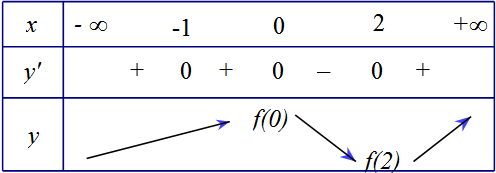 x - ∞ -1 0 2 +∞
y' + 0 + 0 – 0 +
y f(0) f(2)